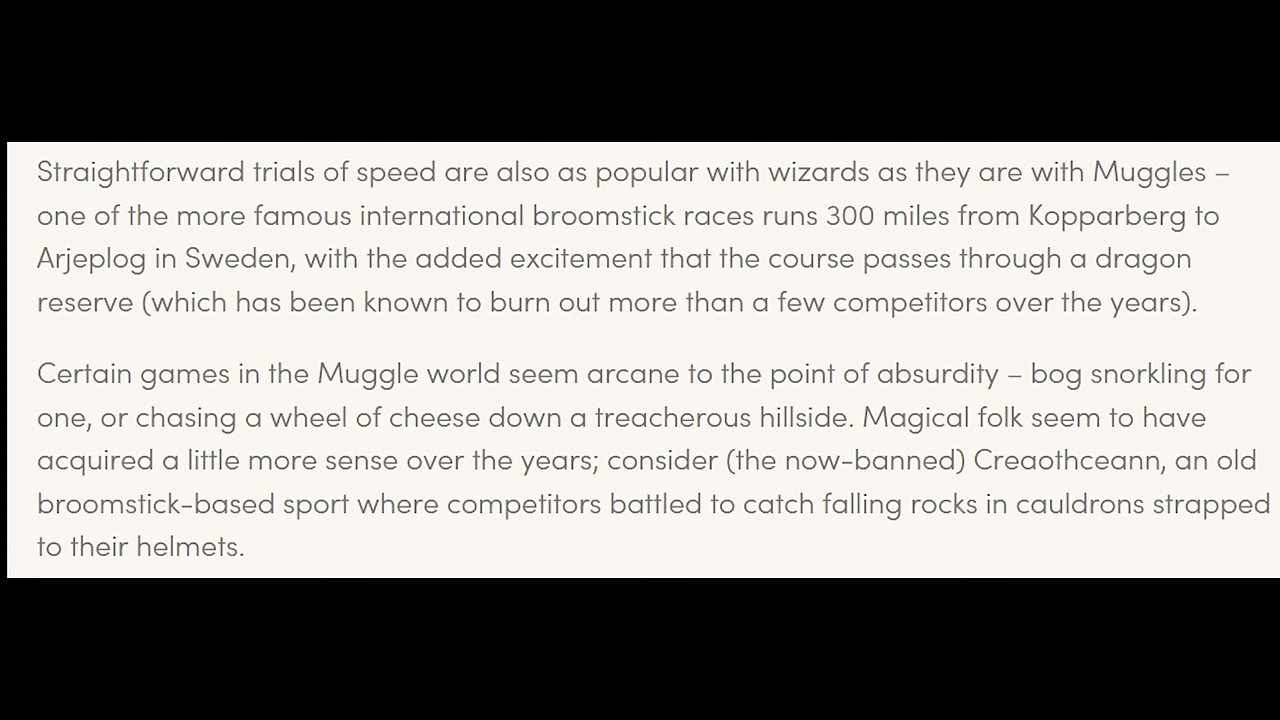 Straightforward trials of speed are also as popular with wizards as they are with Muggles –
one of the more famous international broomstick races runs 300 miles from Kopparberg to
Arjeplog in Sweden, with the added excitement that the course passes through a dragon
reserve (which has been known to burn out more than a few competitors over the years).
Certain games in the Muggle world seem arcane to the point of absurdity – bog snorkling for
one, or chasing a wheel of cheese down a treacherous hillside. Magical folk seem to have
acquired a little more sense over the years; consider (the now-banned) Creaothceann, an old
broomstick-based sport where competitors battled to catch falling rocks in cauldrons strapped
to their helmets.